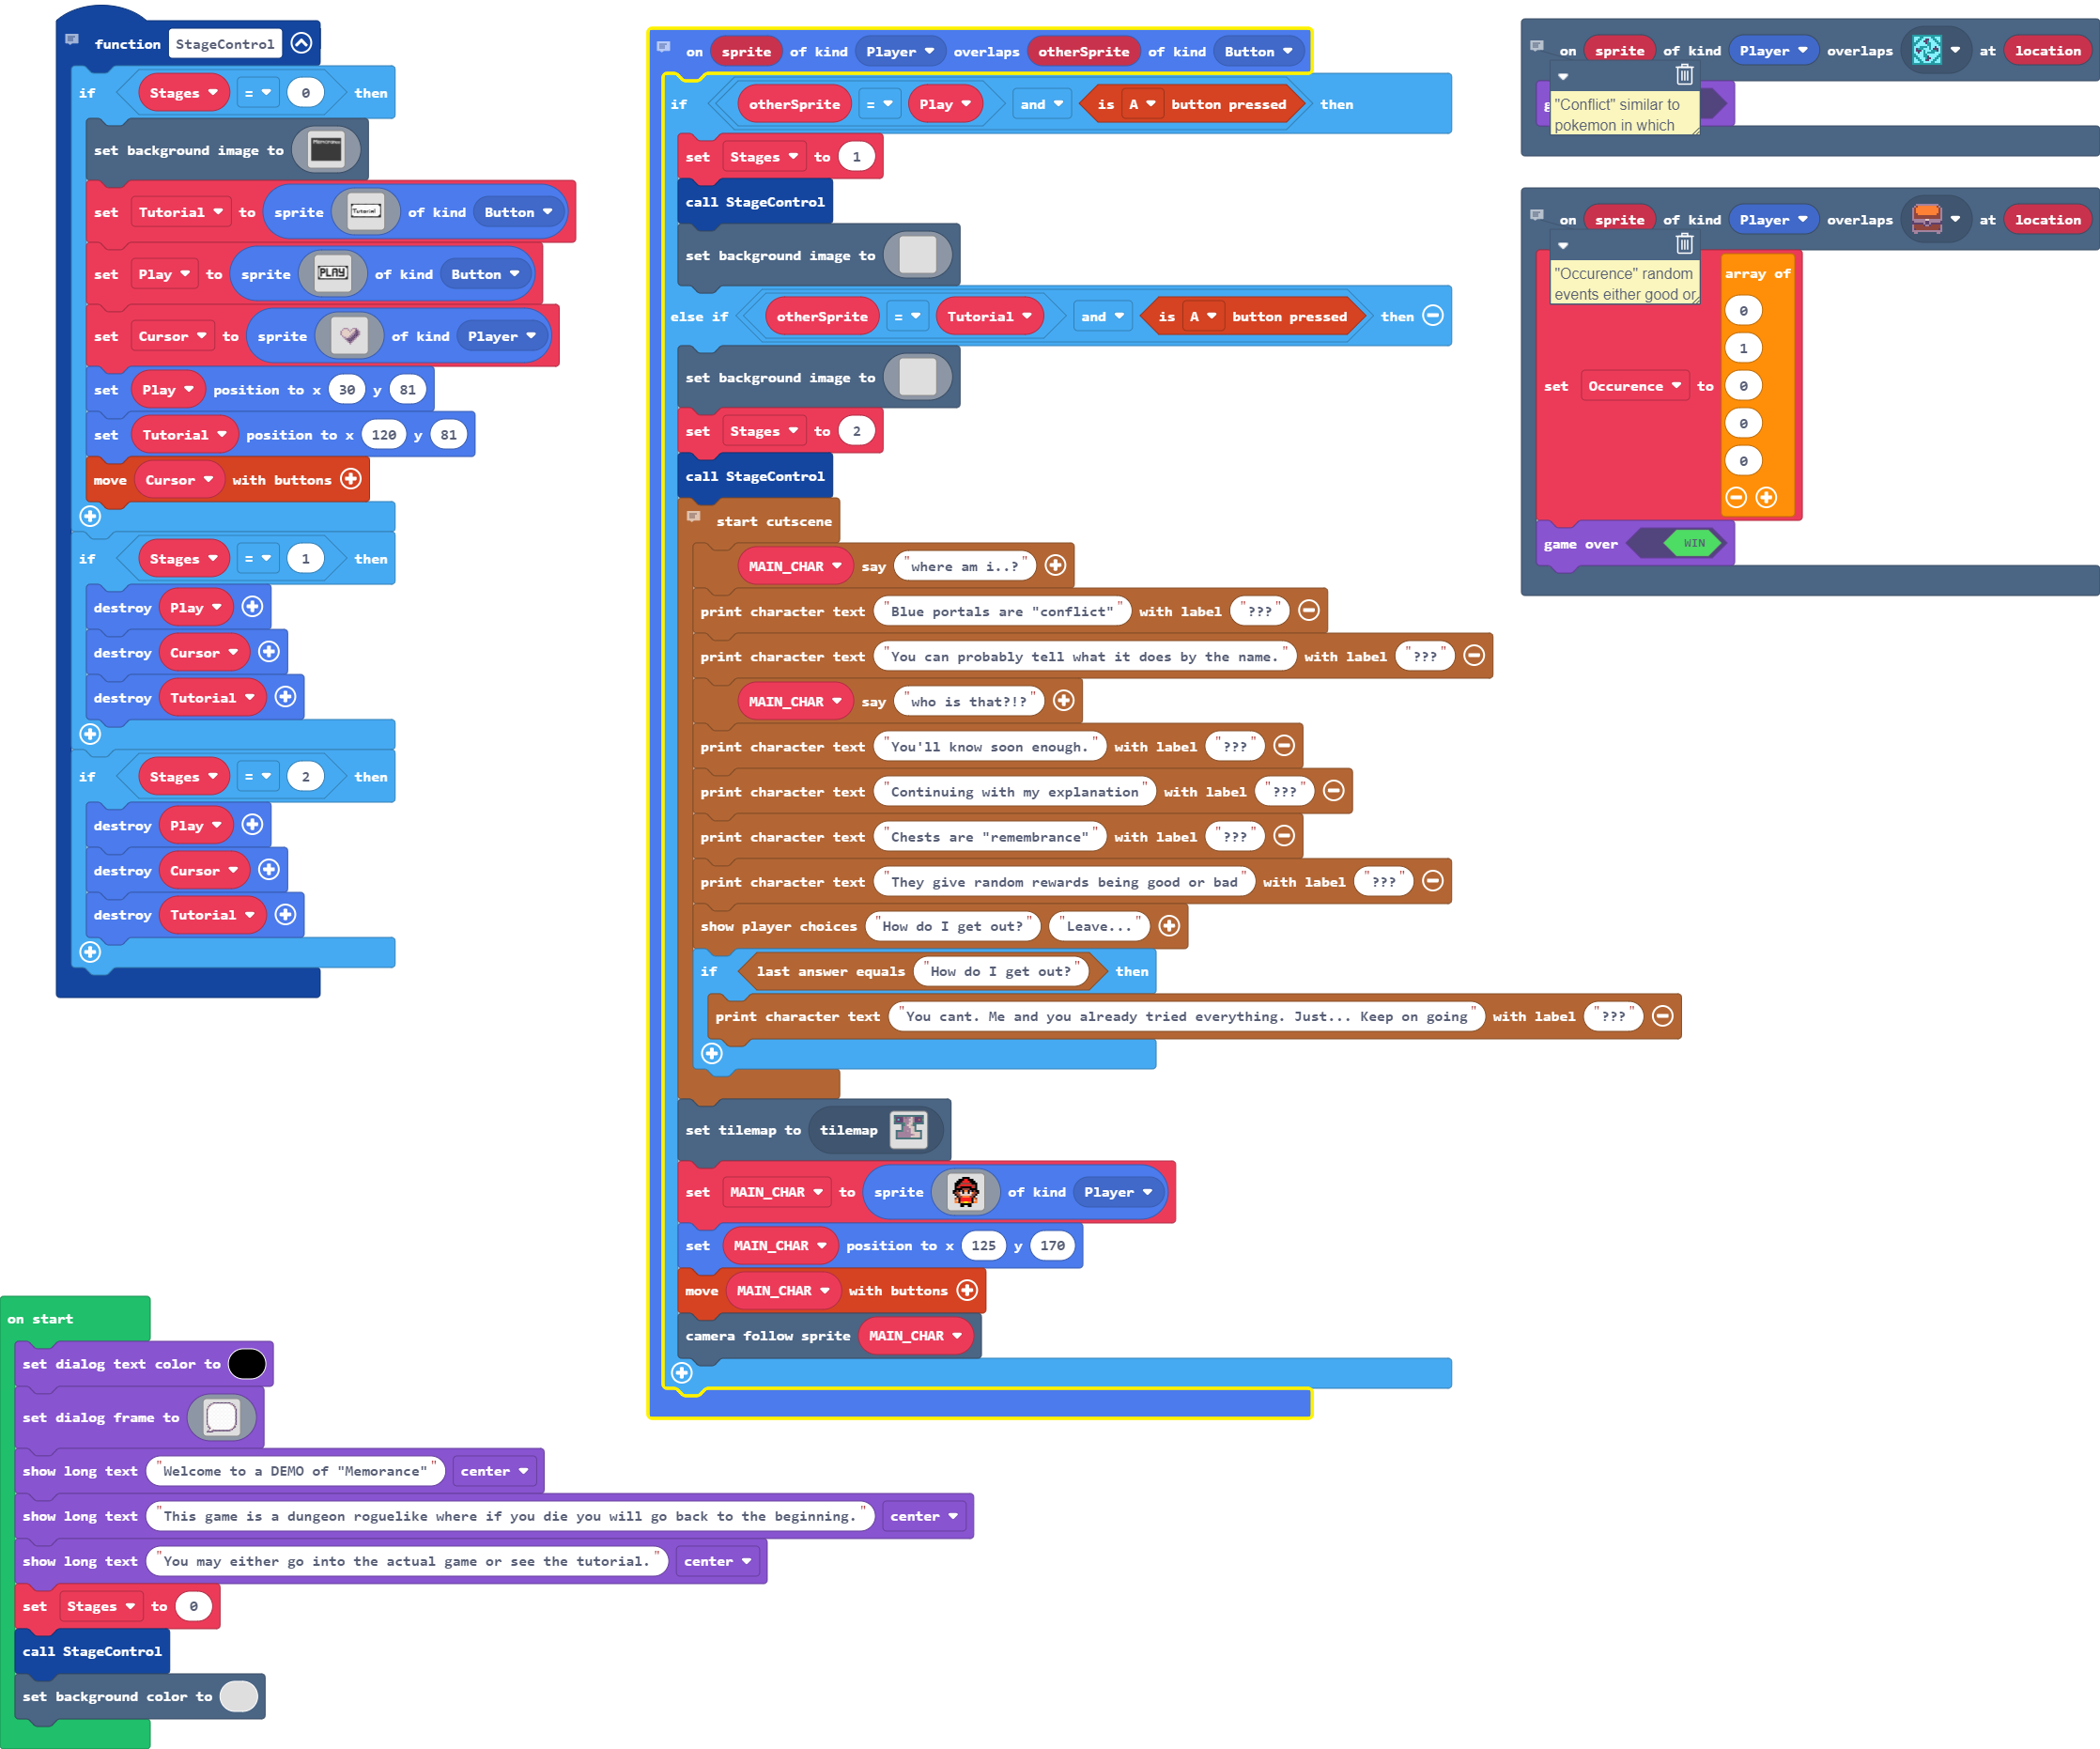 function StageControl
if Stages = 0 then
set background image to
set Tutorial to sprite Tutorial of kind Button
set Play to sprite PLAY of kind Button
set Cursor to sprite of kind Player
set Play position to x 30 y 81
set Tutorial position to x 120 y 81
move Cursor with buttons
if Stages = 1 then
destroy Play
destroy Cursor
destroy Tutorial
if Stages = 2 then
destroy Play
destroy Cursor
destroy Tutorial
on start
set dialog text color to
set dialog frame to
show long text "Welcome to a DEMO of "Memorance"" center
show long text "This game is a dungeon roguelike where if you die you will go back to the beginning." center
show long text "You may either go into the actual game or see the tutorial." center
set Stages to 0
call StageControl
set background color to
on sprite of kind Player overlaps otherSprite of kind Button
if otherSprite = Play and is A button pressed then
set Stages to 1
call StageControl
set background image to
else if otherSprite = Tutorial and is A button pressed then
set background image to
set Stages to 2
call StageControl
start cutscene
MAIN_CHAR say "where am i..?"
print character text "Blue portals are "conflict"" with label "???"
print character text "You can probably tell what it does by the name." with label "???"
MAIN_CHAR say "who is that?!?"
print character text "You'll know soon enough." with label "???"
print character text "Continuing with my explanation" with label "???"
print character text "Chests are "remembrance"" with label "???"
print character text "They give random rewards being good or bad" with label "???"
show player choices "How do I get out?" "Leave..."
if last answer equals "How do I get out?" then
print character text "You cant. Me and you already tried everything. Just... Keep on going" with label "???"
set tilemap to tilemap
set MAIN_CHAR to sprite of kind Player
set MAIN_CHAR position to x 125 y 170
move MAIN_CHAR with buttons
camera follow sprite MAIN_CHAR
on sprite of kind Player overlaps at location
"Conflict" similar to
pokemon in which
on sprite of kind Player overlaps at location
"Occurence" random
events either good or
array of
0
1
set Occurence to 0
0
0
game over WIN